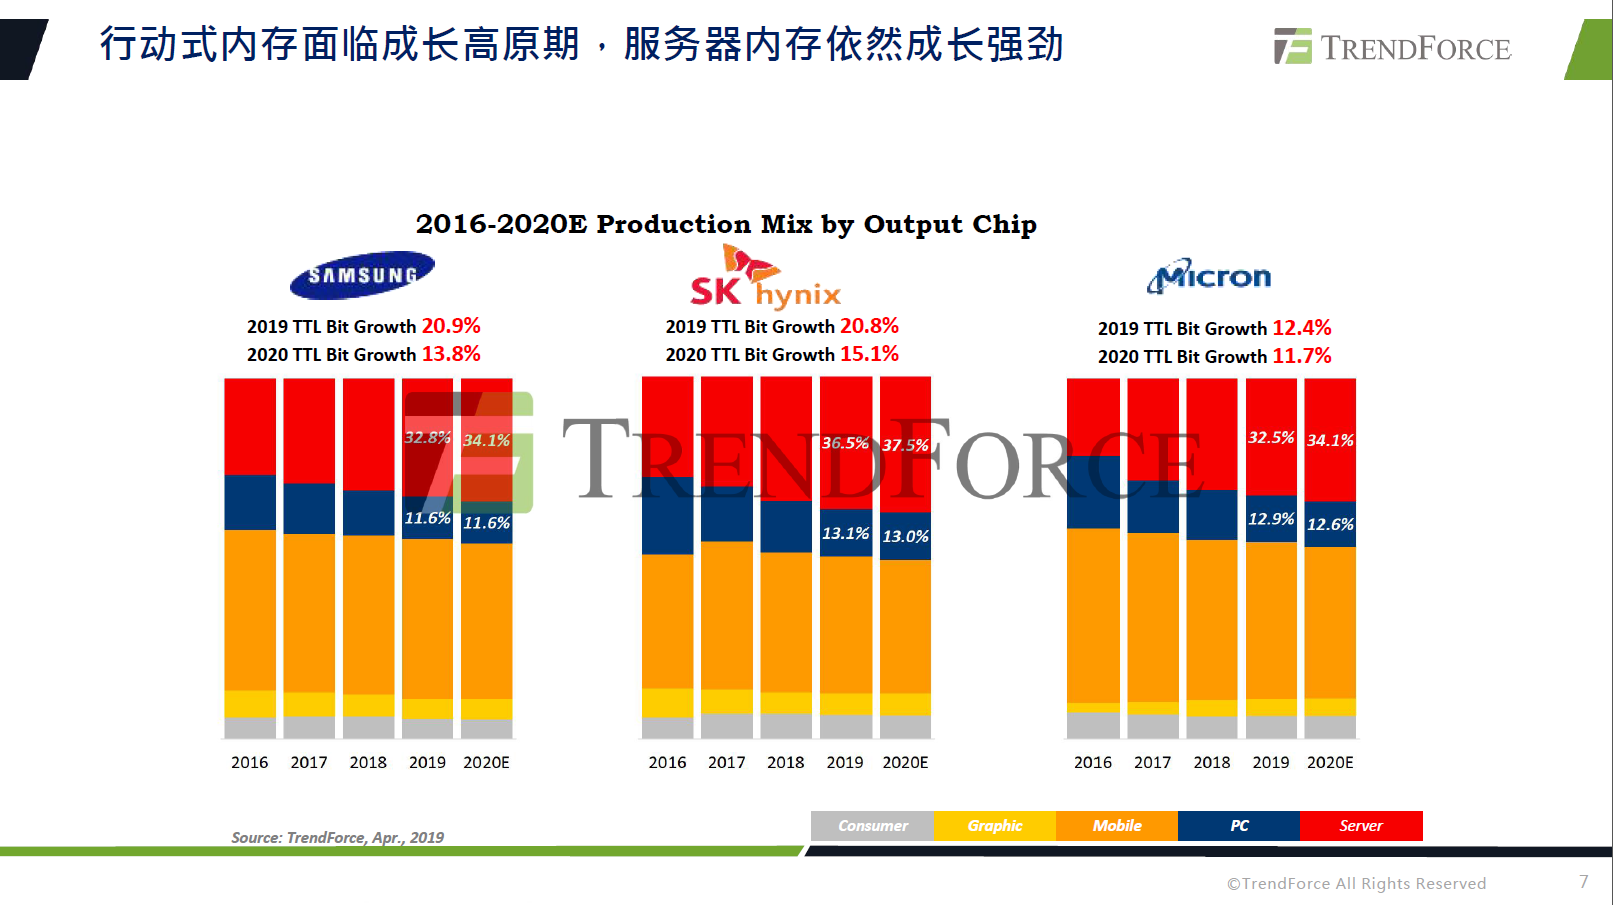 行动式内存面临成长高原期，服务器内存依然成长强劲
TRENDFORCE
2016-2020E Production Mix by Output Chip
SAMSUNG
2019 TTL Bit Growth 20.9%
2020 TTL Bit Growth 13.8%
SK hynix
2019 TTL Bit Growth 20.8%
2020 TTL Bit Growth 15.1%
Micron
2019 TTL Bit Growth 12.4%
2020 TTL Bit Growth 11.7%
TRENDFORCE
32.8% 34.1%
11.6% 11.6%
2016 2017 2018 2019 2020E
36.5% 37.5%
13.1% 13.0%
2016 2017 2018 2019 2020E
32.5% 34.1%
12.9% 12.6%
2016 2017 2018 2019 2020E
Consumer Graphic Mobile PC Server
Source: TrendForce, Apr., 2019
©TrendForce All Rights Reserved
7